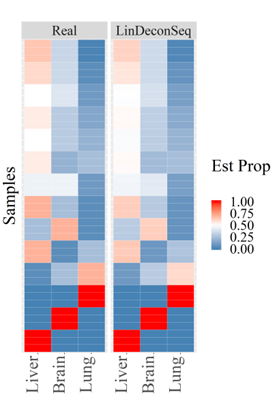 Real LinDeconSeq
Samples
Est Prop
1.00
0.75
0.50
0.25
0.00
Liver Brain Lung Liver Brain Lung